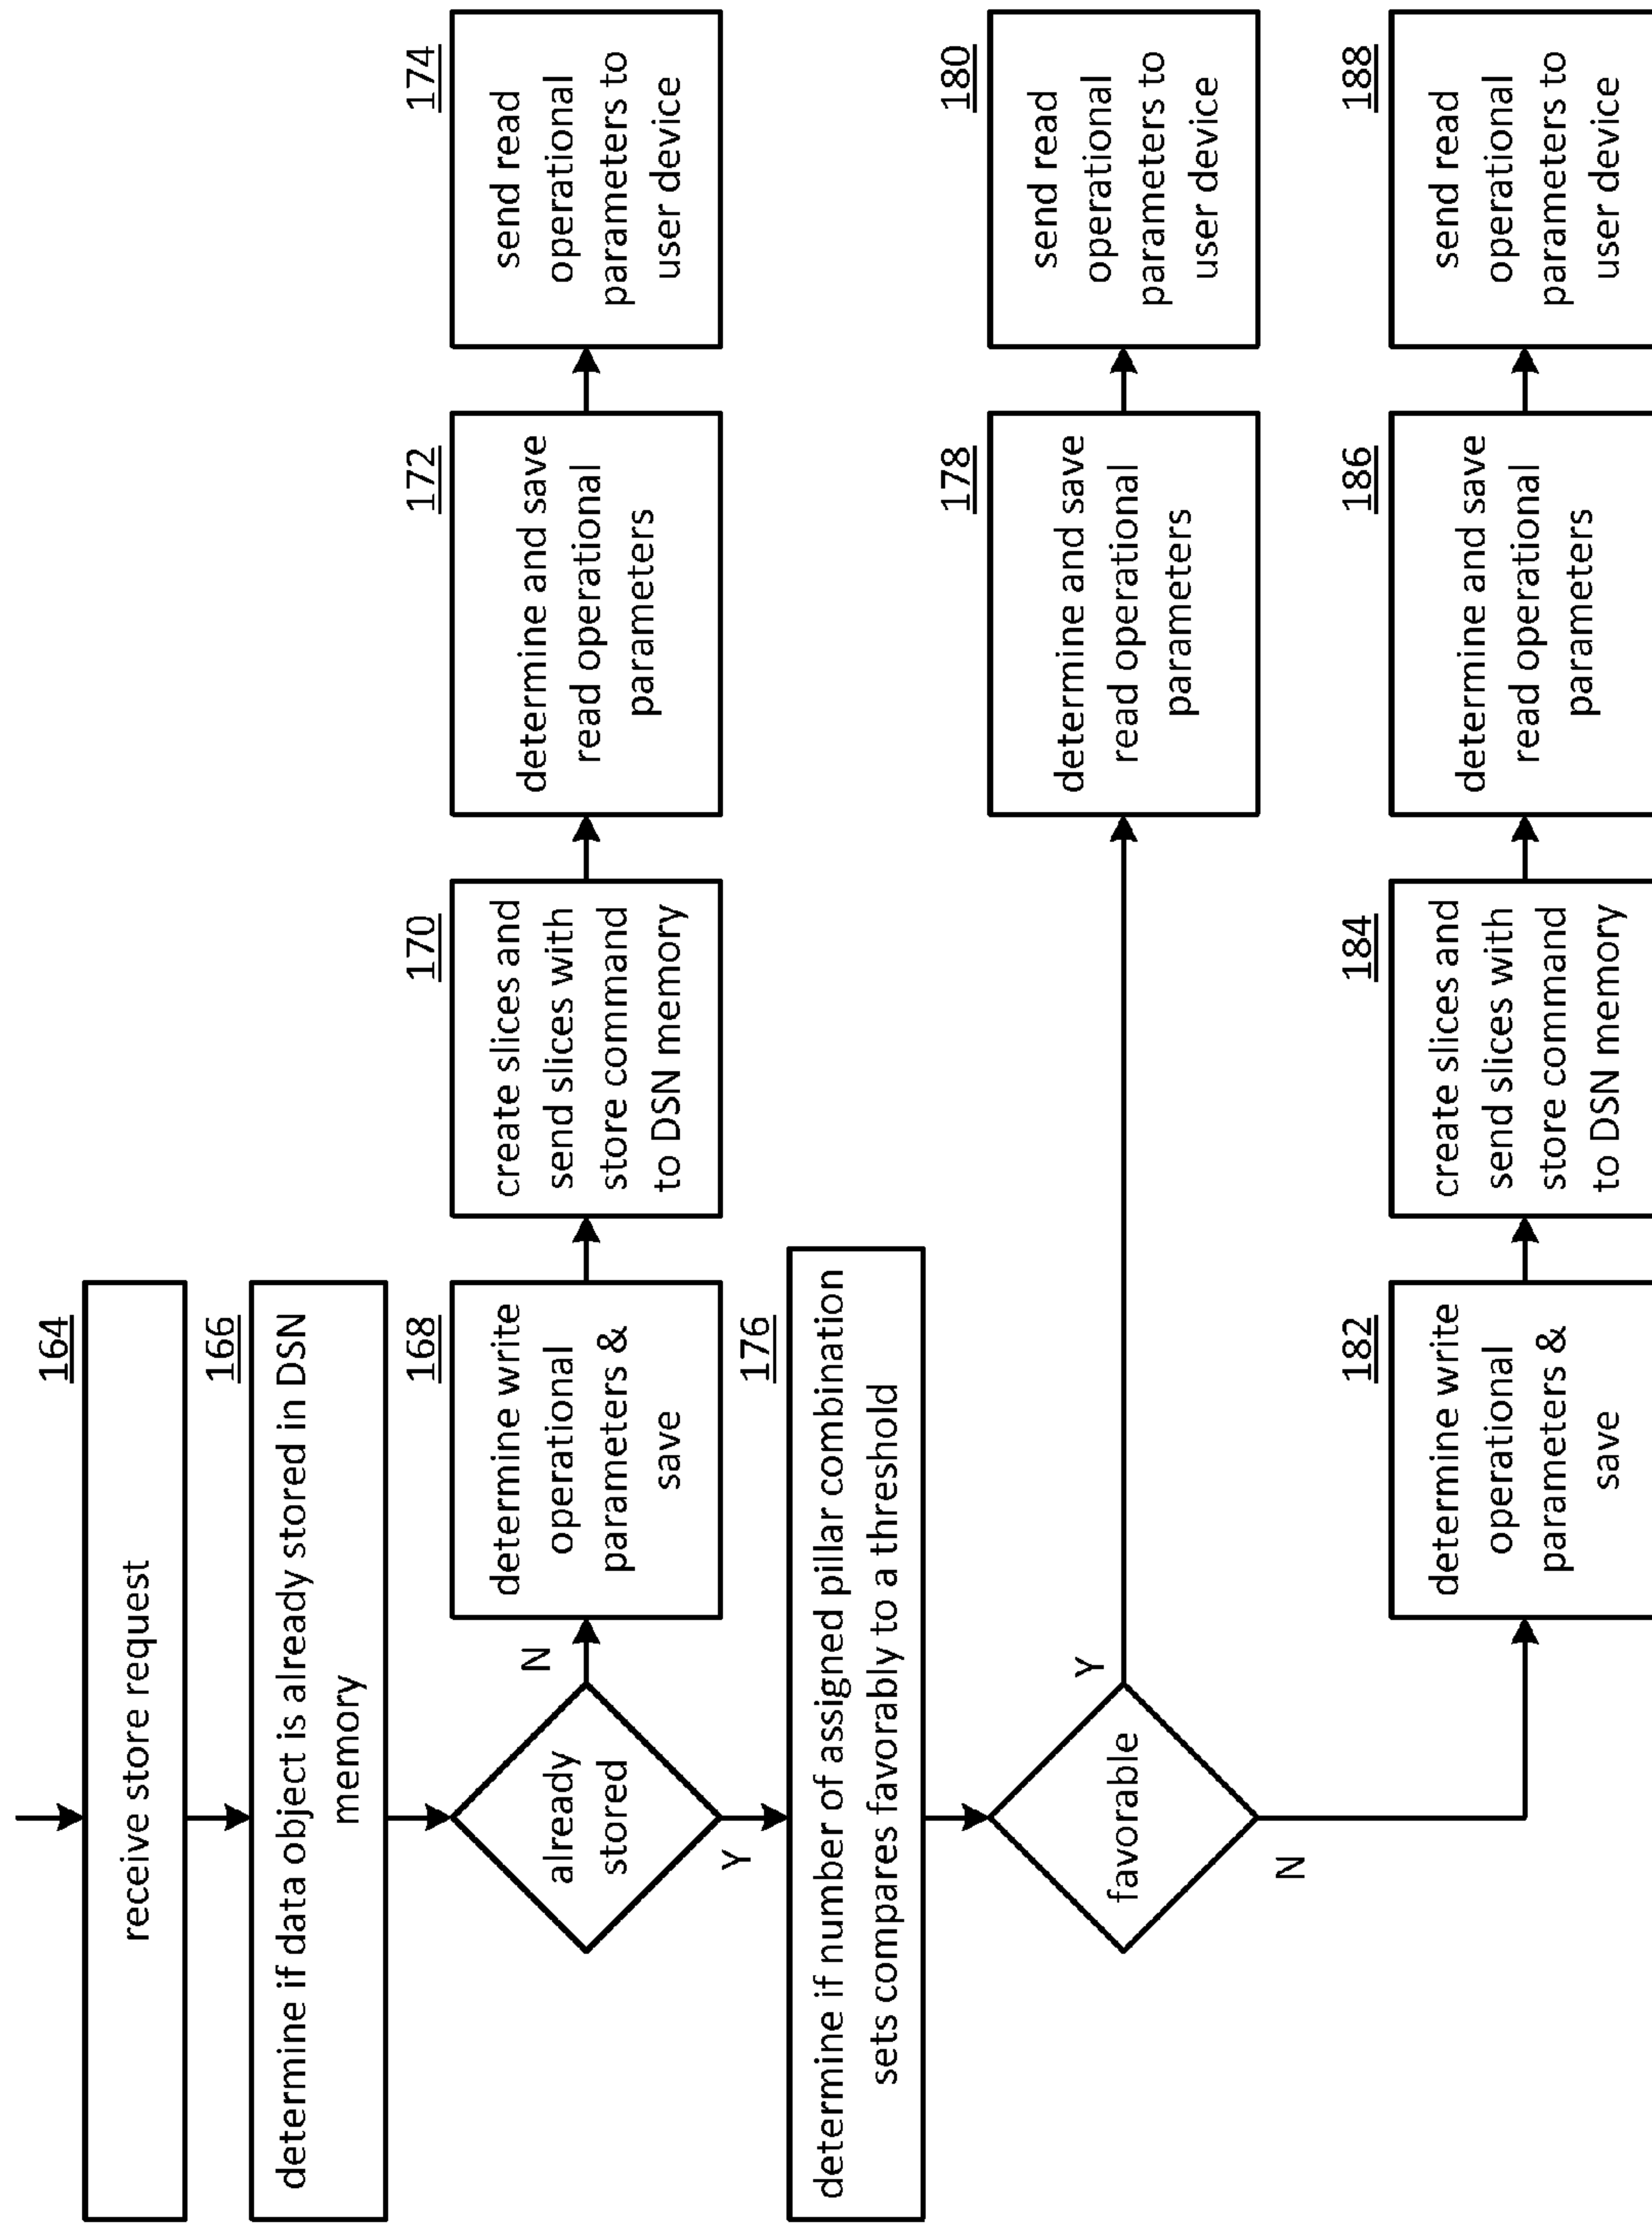 164
receive store request
166
determine if data object is already stored in DSN
memory
already
stored
N
Y
168
determine write
operational
parameters &
save
170
create slices and
send slices with
store command
to DSN memory
172
determine and save
read operational
parameters
174
send read
operational
parameters to
user device
176
determine if number of assigned pillar combination
sets compares favorably to a threshold
favorable
Y
N
178
determine and save
read operational
parameters
180
send read
operational
parameters to
user device
182
determine write
operational
parameters &
save
184
create slices and
send slices with
store command
to DSN memory
186
determine and save
read operational
parameters
188
send read
operational
parameters to
user device